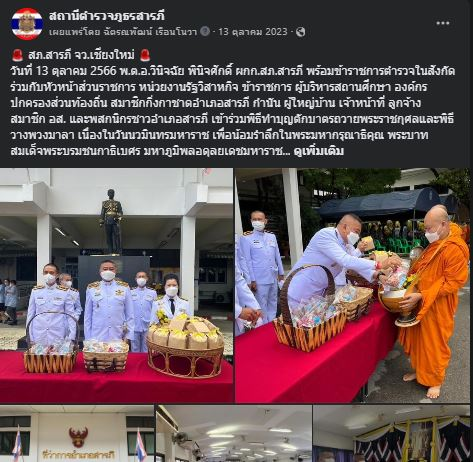 สถานีตำรวจภูธรสารภี
เผยแพร่โดย ฉัตรณพัฒน์ เรือนโนวา · 13 ตุลาคม 2023 ·
🚨 สภ.สารภี จว.เชียงใหม่ 🚨
วันที่ 13 ตุลาคม 2566 พ.ต.อ.วินิจฉัย พินิจศักดิ์ ผกก.สภ.สารภี พร้อมข้าราชการตำรวจในสังกัด
ร่วมกับหัวหน้าส่วนราชการ หน่วยงานรัฐวิสาหกิจ ข้าราชการ ผู้บริหารสถานศึกษา องค์กร
ปกครองส่วนท้องถิ่น สมาชิกกิ่งกาชาดอำเภอสารภี กำนัน ผู้ใหญ่บ้าน เจ้าหน้าที่ ลูกจ้าง
สมาชิก อส. และพสกนิกรชาวอำเภอสารภี เข้าร่วมพิธีทำบุญตักบาตรถวายพระราชกุศลและพิธี
วางพวงมาลา เนื่องในวันนวมินทรมหาราช เพื่อน้อมรำลึกในพระมหากรุณาธิคุณ พระบาท
สมเด็จพระบรมชนกาธิเบศร มหาภูมิพลอดุลยเดชมหาราช... ดูเพิ่มเติม
ที่ว่าการอำเภอสารภี